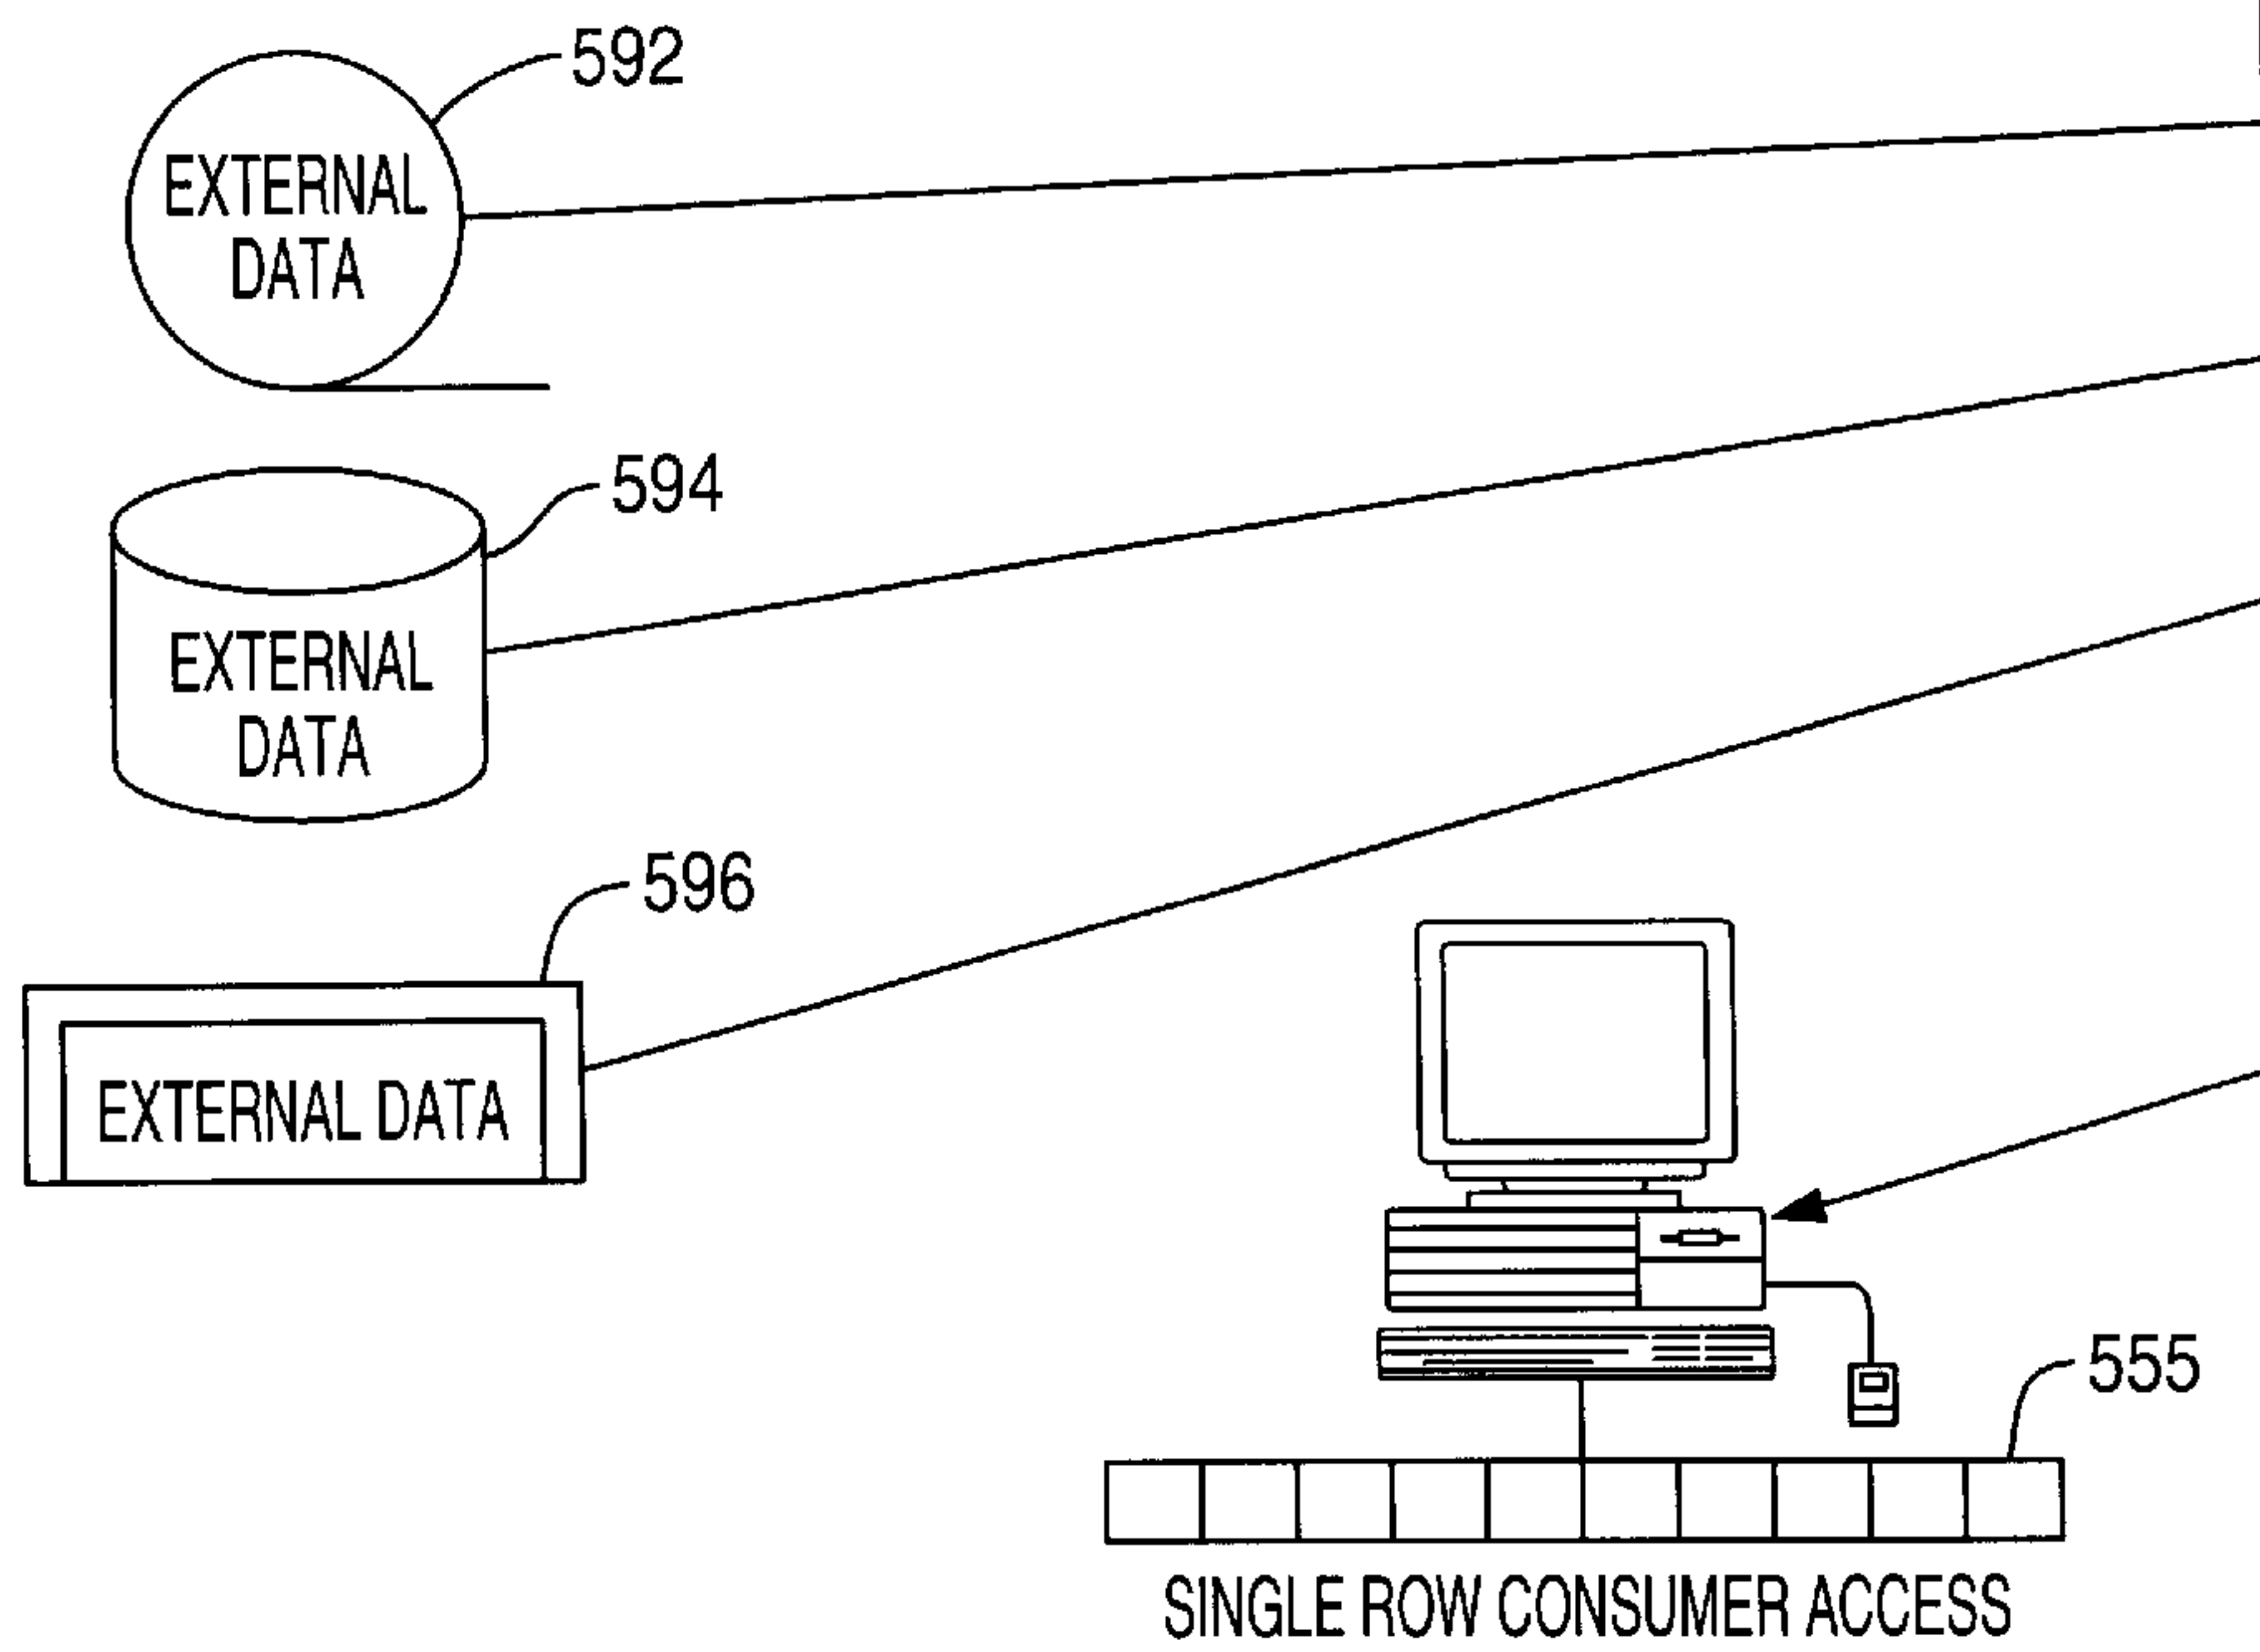 592
EXTERNAL
DATA
594
EXTERNAL
DATA
596
EXTERNAL DATA
555
SINGLE ROW CONSUMER ACCESS